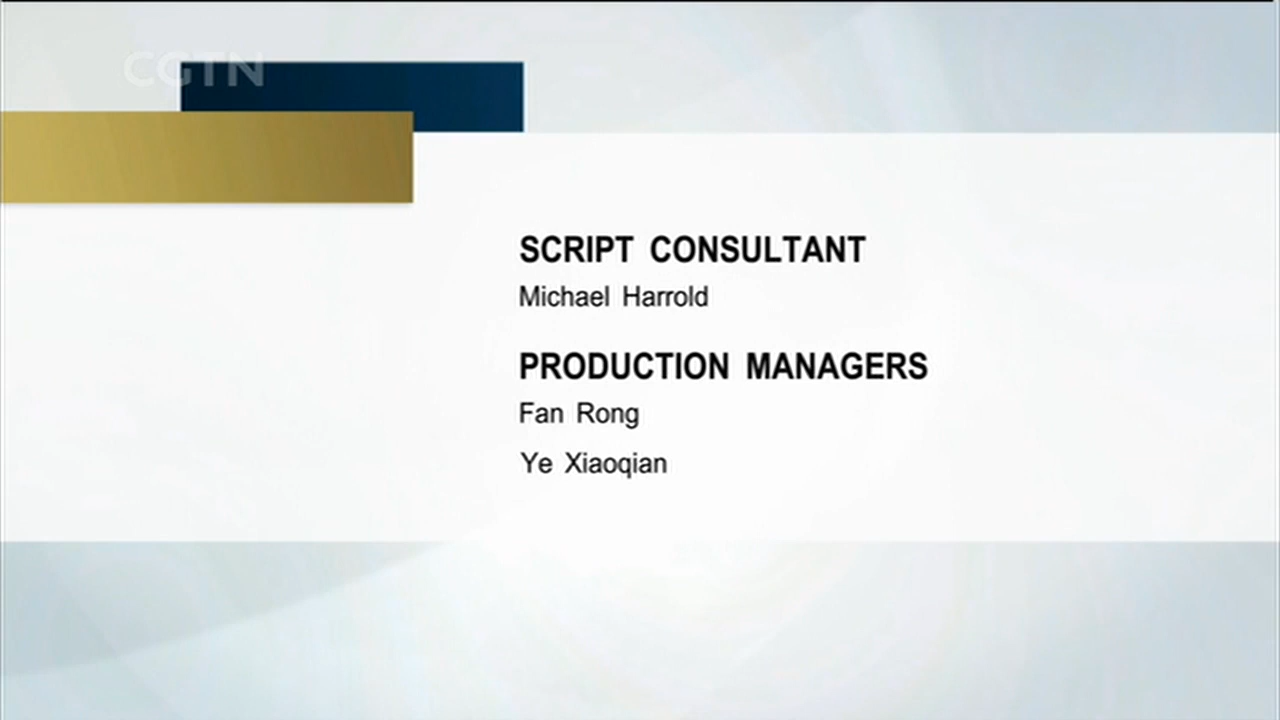 CGTN
SCRIPT CONSULTANT
Michael Harrold
PRODUCTION MANAGERS
Fan Rong
Ye Xiaoqian